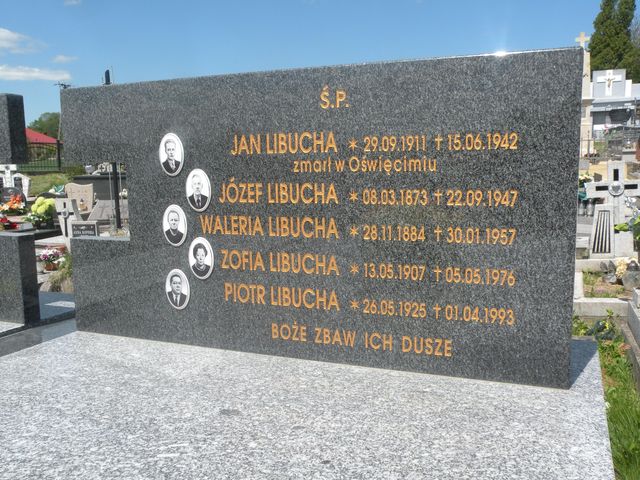 Ś.P.
JAN LIBUCHA ✶ 29.09.1911 ✝ 15.06.1942
zmarł w Oświęcimiu
JÓZEF LIBUCHA ✶ 08.03.1873 ✝ 22.09.1947
WALERIA LIBUCHA ✶ 28.11.1884 ✝ 30.01.1957
ZOFIA LIBUCHA ✶ 13.05.1907 ✝ 05.05.1976
PIOTR LIBUCHA ✶ 26.05.1925 ✝ 01.04.1993
BOŻE ZBAW ICH DUSZE